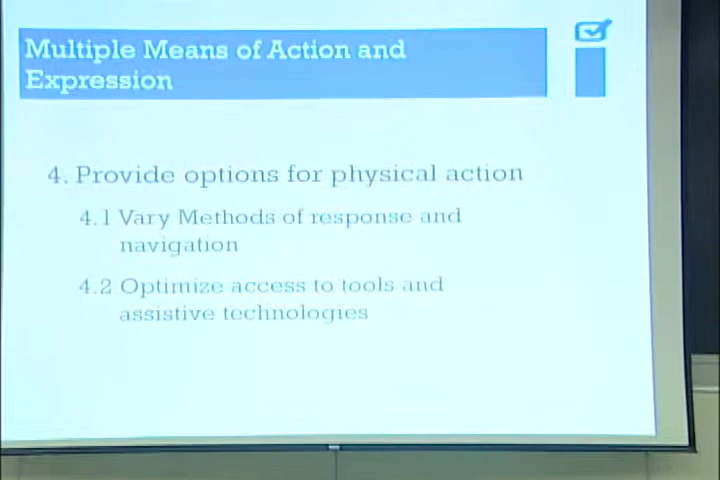 Multiple Means of Action and
Expression
4. Provide options for physical action
4.1 Vary Methods of response and
navigation
4.2 Optimize access to tools and
assistive technologies